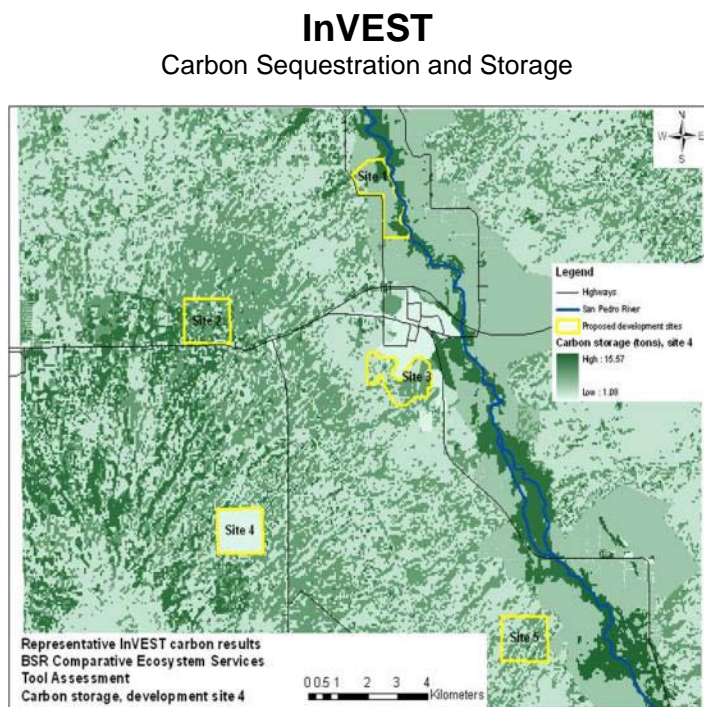 InVEST
Carbon Sequestration and Storage
N
W E
S
Site 1
Legend
Highways
San Pedro River
Proposed development sites
Carbon storage (tons), site 4
High : 15.57
Low : 1.08
Site 2
Site 3
Site 4
Site 5
Representative InVEST carbon results
BSR Comparative Ecosystem Services
Tool Assessment
Carbon storage, development site 4
0 0.5 1 2 3 4
Kilometers